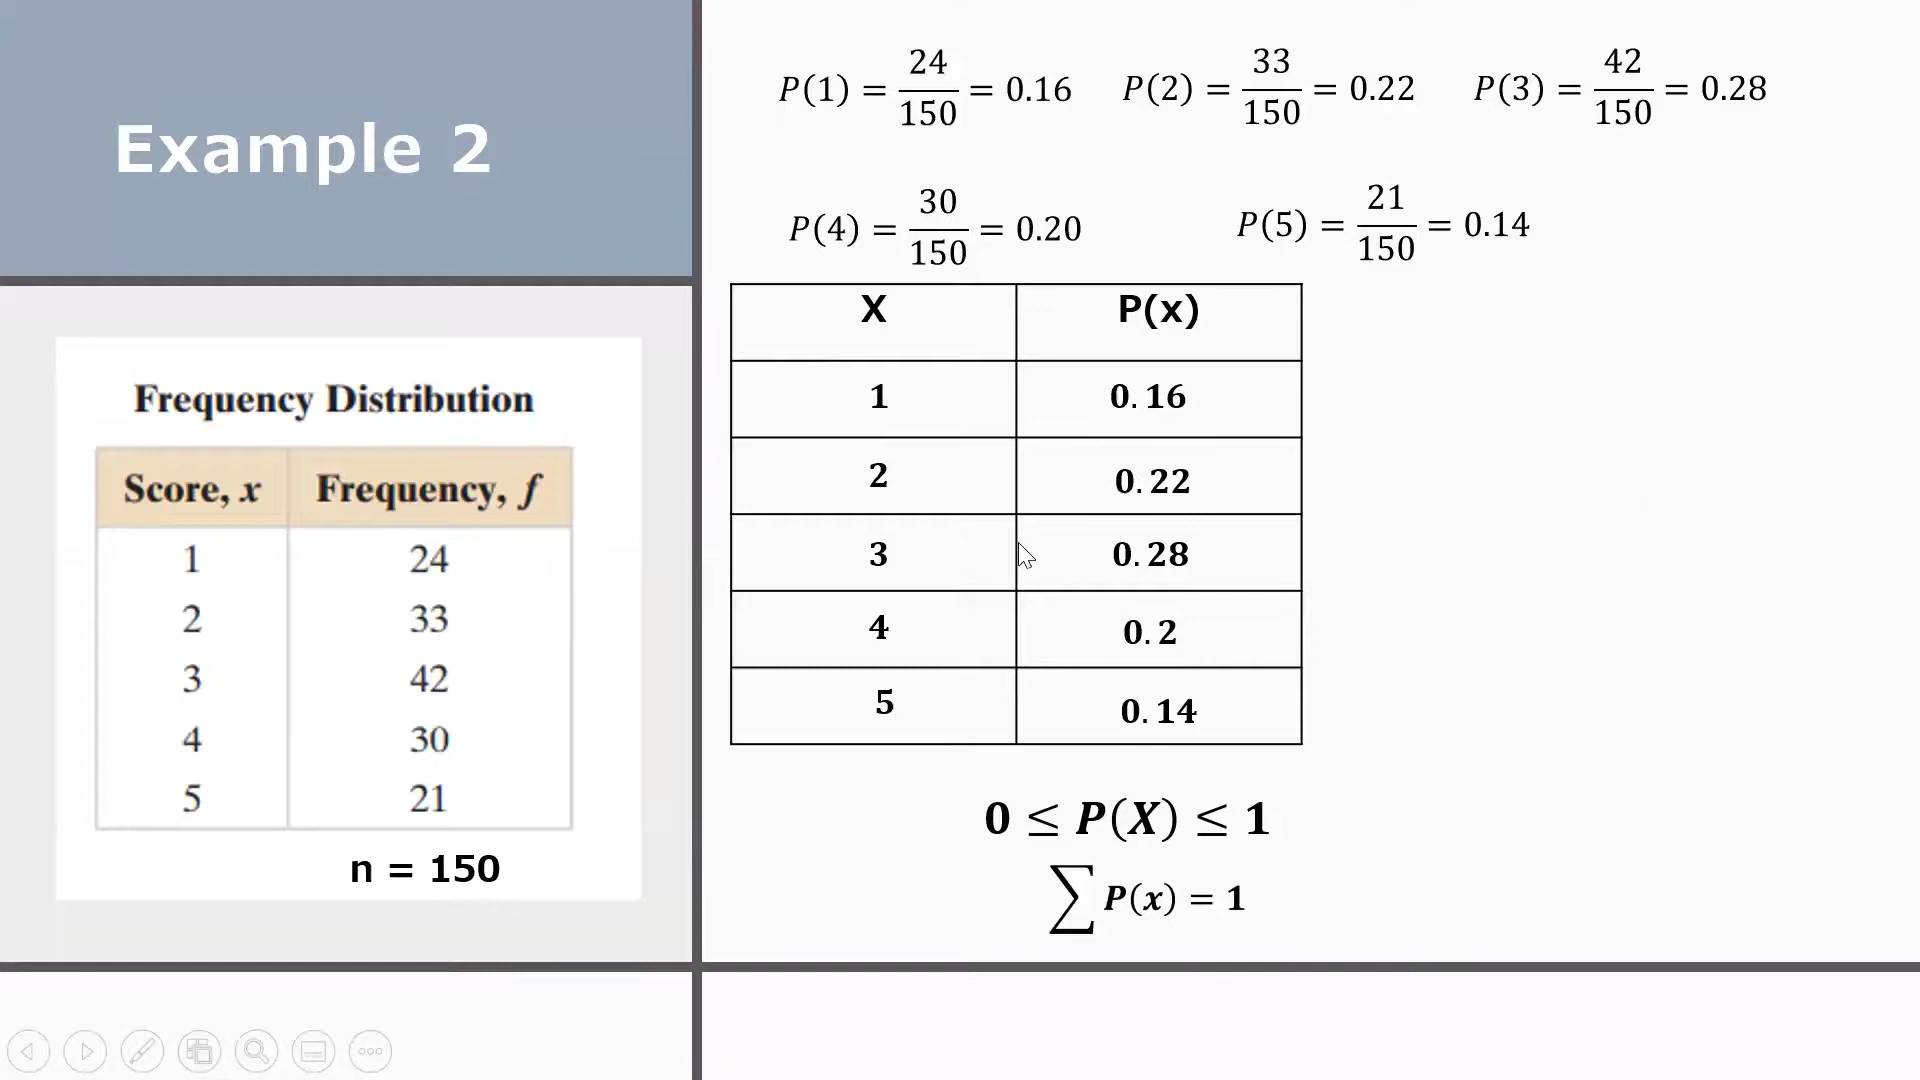 Example 2
Frequency Distribution
Score, x Frequency, f
1 24
2 33
3 42
4 30
5 21
n = 150
P(1) = 24/150 = 0.16 P(2) = 33/150 = 0.22 P(3) = 42/150 = 0.28
P(4) = 30/150 = 0.20 P(5) = 21/150 = 0.14
X P(x)
1 0.16
2 0.22
3 0.28
4 0.2
5 0.14
0 ≤ P(X) ≤ 1
∑ P(x) = 1